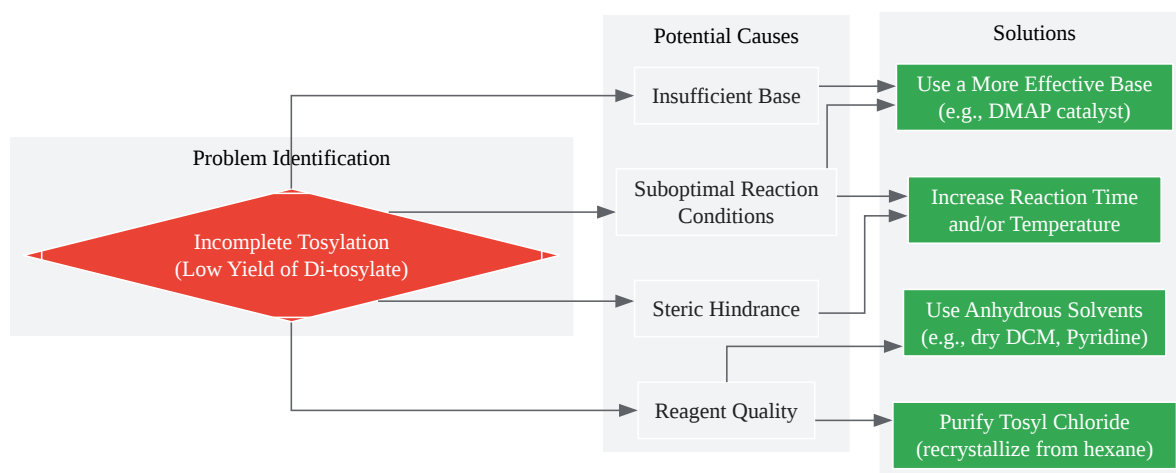 Problem Identification
Incomplete Tosylation
(Low Yield of Di-tosylate)
Potential Causes
Insufficient Base
Suboptimal Reaction
Conditions
Steric Hindrance
Reagent Quality
Solutions
Use a More Effective Base
(e.g., DMAP catalyst)
Increase Reaction Time
and/or Temperature
Use Anhydrous Solvents
(e.g., dry DCM, Pyridine)
Purify Tosyl Chloride
(recrystallize from hexane)